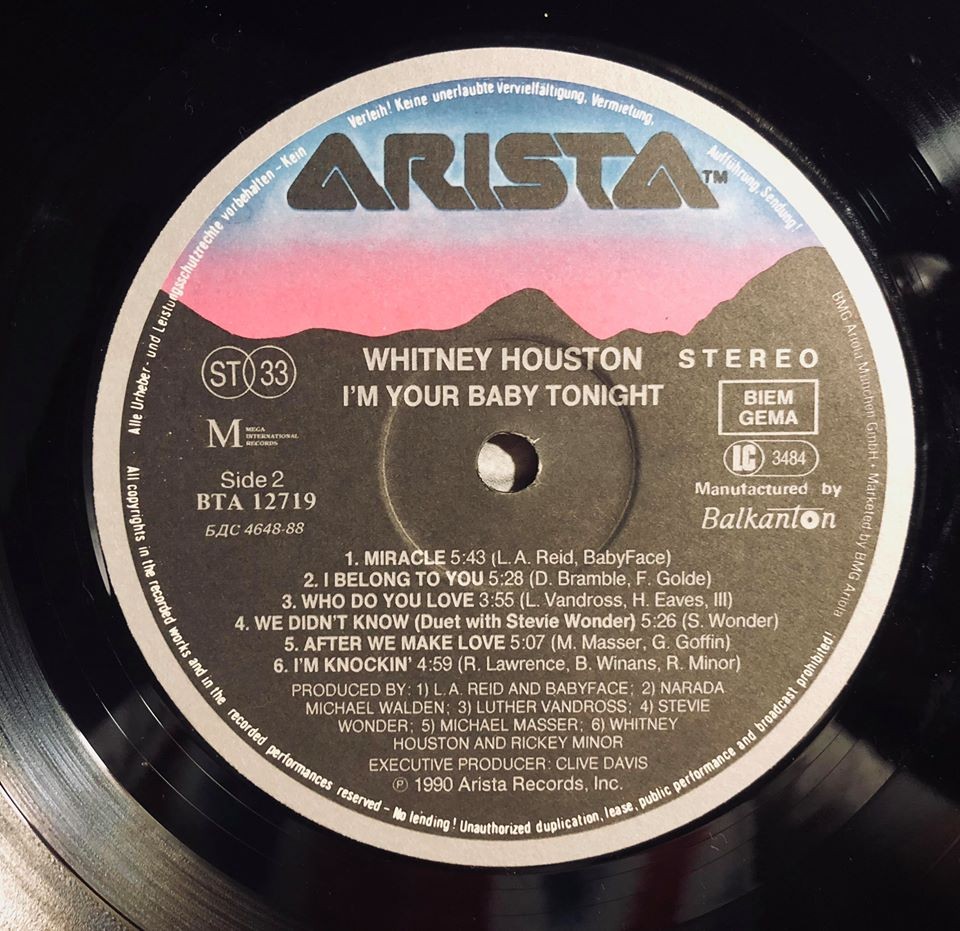 Alle Urheber- und Leistungsschutzrechte vorbehalten - Kein Verleih! Keine unerlaubte Vervielfältigung, Vermietung, Aufführung, Sendung!
ARISTA™
WHITNEY HOUSTON
I'M YOUR BABY TONIGHT
ST 33
M MEGA
INTERNATIONAL
RECORDS
Side 2
BTA 12719
БДС 4648-88
STEREO
BIEM
GEMA
LC 3484
Manufactured by
Balkanton
1. MIRACLE 5:43 (L.A. Reid, BabyFace)
2. I BELONG TO YOU 5:28 (D. Bramble, F. Golde)
3. WHO DO YOU LOVE 3:55 (L. Vandross, H. Eaves, III)
4. WE DIDN'T KNOW (Duet with Stevie Wonder) 5:26 (S. Wonder)
5. AFTER WE MAKE LOVE 5:07 (M. Masser, G. Goffin)
6. I'M KNOCKIN' 4:59 (R. Lawrence, B. Winans, R. Minor)
PRODUCED BY: 1) L.A. REID AND BABYFACE; 2) NARADA
MICHAEL WALDEN; 3) LUTHER VANDROSS; 4) STEVIE
WONDER; 5) MICHAEL MASSER; 6) WHITNEY
HOUSTON AND RICKEY MINOR
EXECUTIVE PRODUCER: CLIVE DAVIS
℗ 1990 Arista Records, Inc.
BMG Ariola München GmbH • Marketed by BMG Ariola
All copyrights in the recorded works and in the recorded performances reserved - No lending! Unauthorized duplication, lease, public performance and broadcast prohibited!